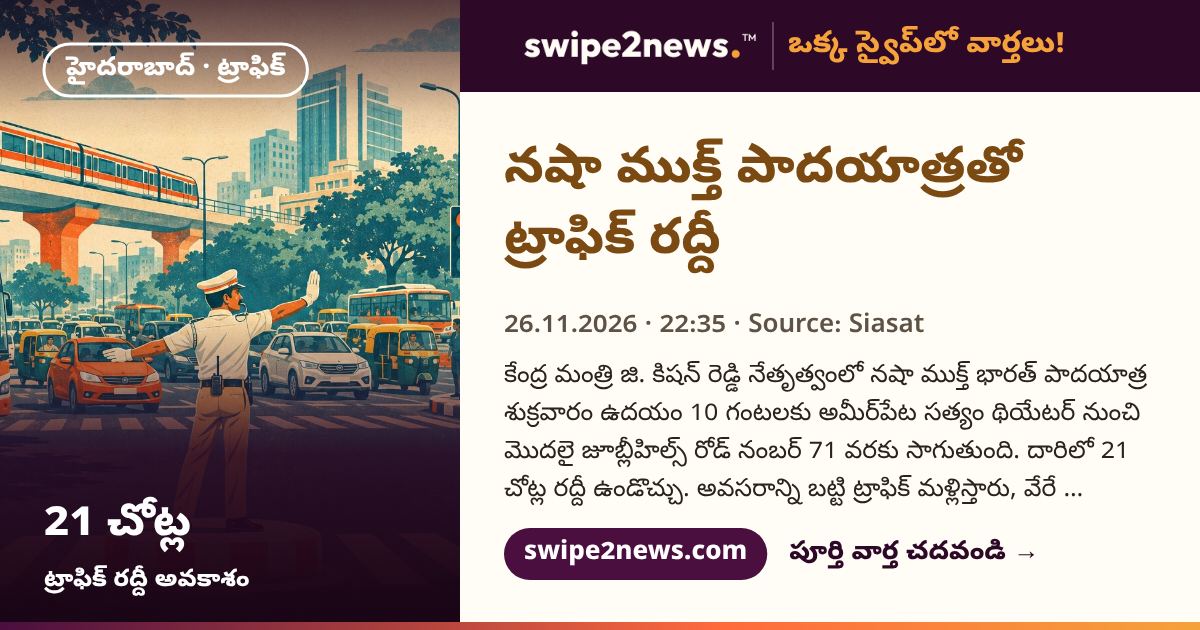 హైదరాబాద్ · ట్రాఫిక్
21 చోట్ల
ట్రాఫిక్ రద్దీ అవకాశం
swipe2news.™ ఒక్క స్వైప్‌లో వార్తలు!
నషా ముక్త్ పాదయాత్రతో
ట్రాఫిక్ రద్దీ
26.11.2026 · 22:35 · Source: Siasat
కేంద్ర మంత్రి జి. కిషన్ రెడ్డి నేతృత్వంలో నషా ముక్త్ భారత్ పాదయాత్ర
శుక్రవారం ఉదయం 10 గంటలకు అమీర్‌పేట సత్యం థియేటర్ నుంచి
మొదలై జూబ్లీహిల్స్ రోడ్ నంబర్ 71 వరకు సాగుతుంది. దారిలో 21
చోట్ల రద్దీ ఉండొచ్చు. అవసరాన్ని బట్టి ట్రాఫిక్ మళ్లిస్తారు, వేరే ...
swipe2news.com పూర్తి వార్త చదవండి →